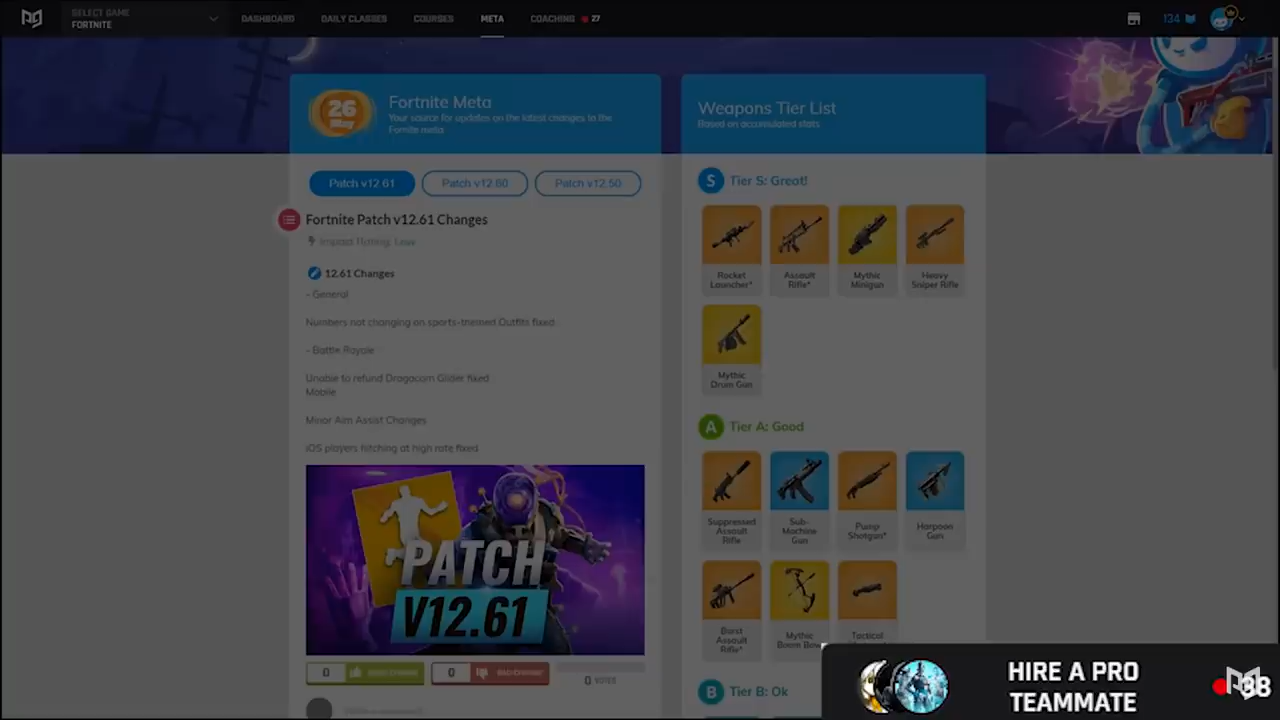 SELECT GAME
FORTNITE
DASHBOARD
DAILY CLASSES
COURSES
META
COACHING
27
134
26
May
Fortnite Meta
Your source for updates on the latest changes to the
Fornite meta
Patch v12.61
Patch v12.60
Patch v12.50
Fortnite Patch v12.61 Changes
Impact Rating: Low
12.61 Changes
- General
Numbers not changing on sports-themed Outfits fixed
- Battle Royale
Unable to refund Dragacorn Glider fixed
Mobile
Minor Aim Assist Changes
iOS players hitching at high rate fixed
PATCH
V12.61
0
0
0 VOTES
Weapons Tier List
Based on accumulated stats
S Tier S: Great!
Rocket
Launcher*
Assault
Rifle*
Mythic
Minigun
Heavy
Sniper Rifle
Mythic
Drum Gun
A Tier A: Good
Suppressed
Assault
Rifle
Sub-
Machine
Gun
Pump
Shotgun*
Harpoon
Gun
Burst
Assault
Rifle*
Mythic
Boom Bow
Tactical
B Tier B: Ok
HIRE A PRO
TEAMMATE